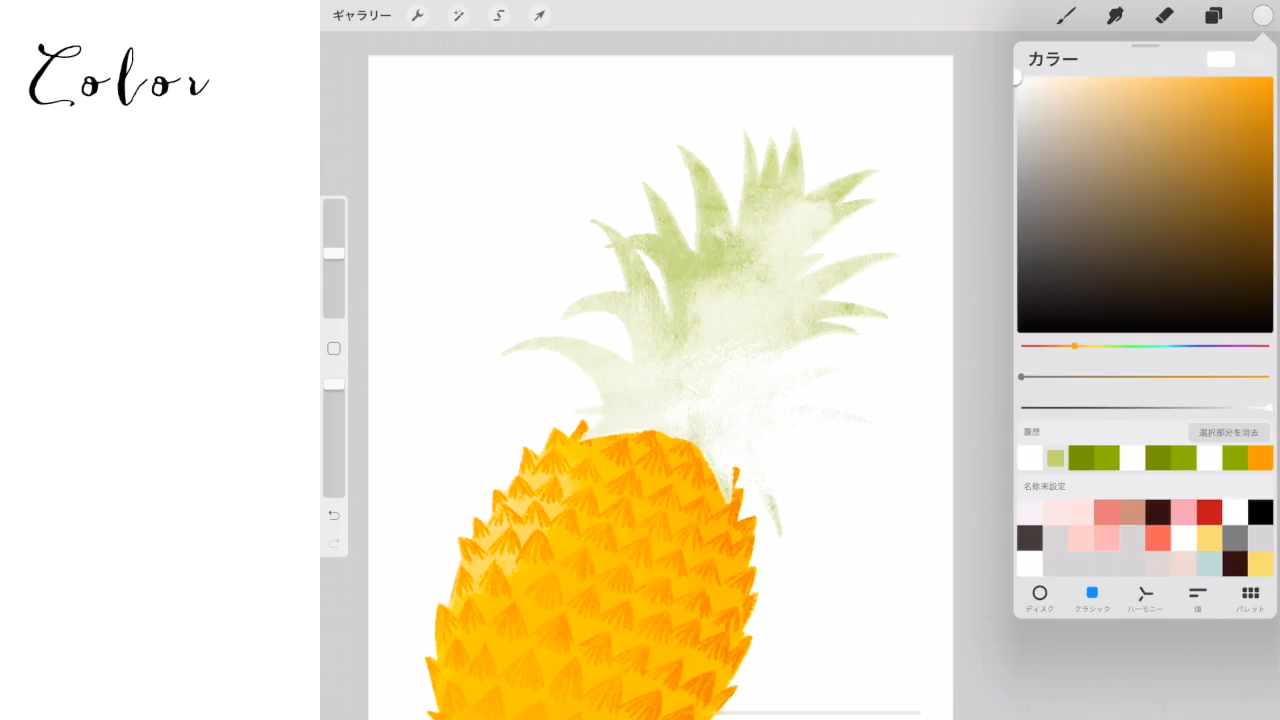 Color
ギャラリー
カラー
履歴
選択部分を消去
名称未設定
ディスク
クラシック
ハーモニー
値
パレット